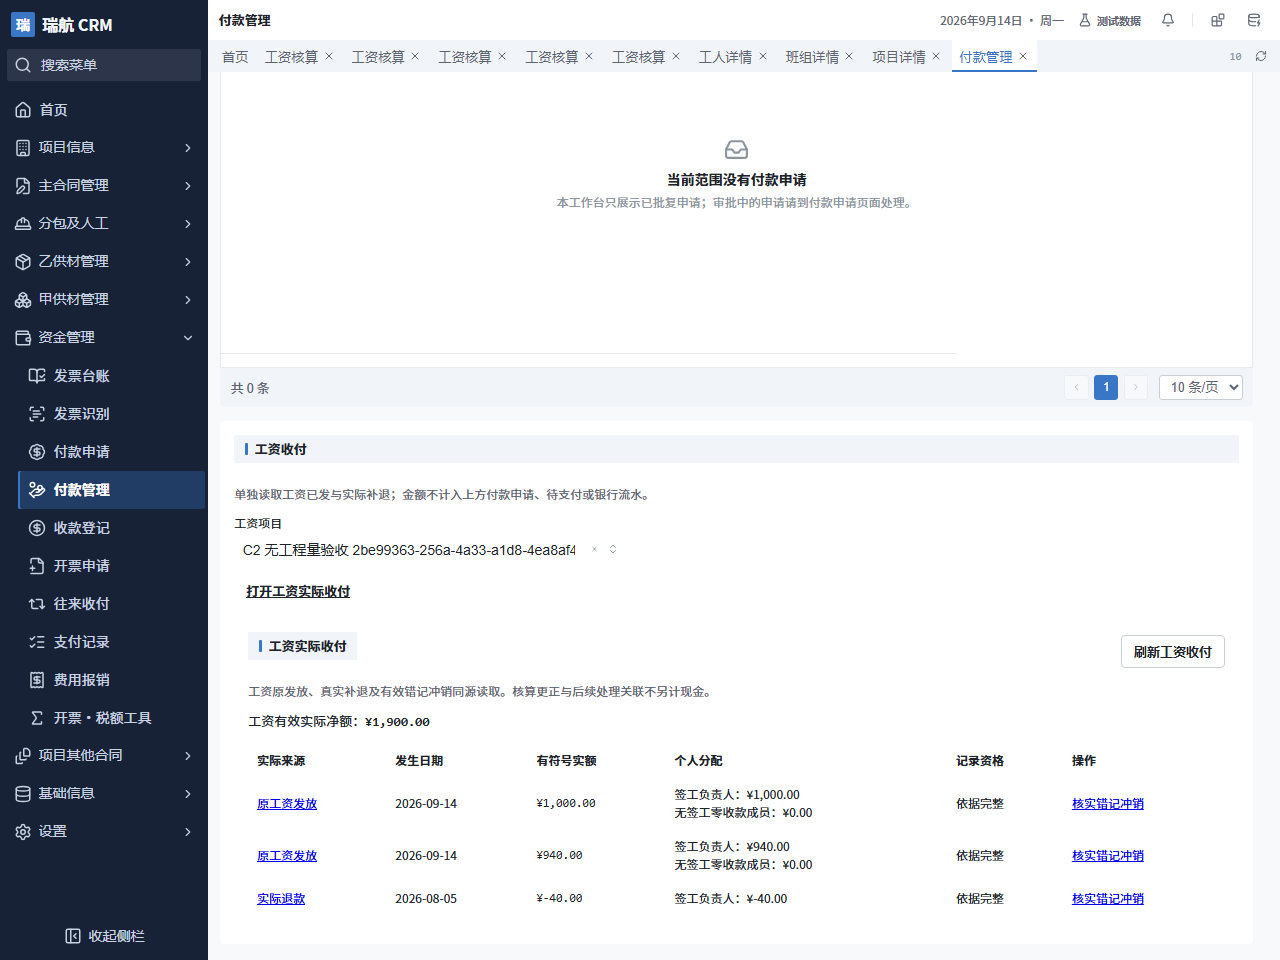 瑞 瑞航 CRM
搜索菜单
首页
项目信息
主合同管理
分包及人工
乙供材管理
甲供材管理
资金管理
发票台账
发票识别
付款申请
付款管理
收款登记
开票申请
往来收付
支付记录
费用报销
开票·税额工具
项目其他合同
基础信息
设置
收起侧栏
付款管理
2026年9月14日 · 周一 测试数据
首页 工资核算 × 工资核算 × 工资核算 × 工资核算 × 工资核算 × 工人详情 × 班组详情 × 项目详情 × 付款管理 × 10
当前范围没有付款申请
本工作台只展示已批复申请；审批中的申请请到付款申请页面处理。
共 0 条 1 10 条/页
工资收付
单独读取工资已发与实际补退；金额不计入上方付款申请、待支付或银行流水。
工资项目
C2 无工程量验收 2be99363-256a-4a33-a1d8-4ea8af4 ×
打开工资实际收付
工资实际收付 刷新工资收付
工资原发放、真实补退及有效错记冲销同源读取。核算更正与后续处理关联不另计现金。
工资有效实际净额：¥1,900.00
实际来源 发生日期 有符号实额 个人分配 记录资格 操作
原工资发放 2026-09-14 ¥1,000.00 签工负责人：¥1,000.00 依据完整 核实错记冲销
无签工零收款成员：¥0.00
原工资发放 2026-09-14 ¥940.00 签工负责人：¥940.00 依据完整 核实错记冲销
无签工零收款成员：¥0.00
实际退款 2026-08-05 ¥-40.00 签工负责人：¥-40.00 依据完整 核实错记冲销